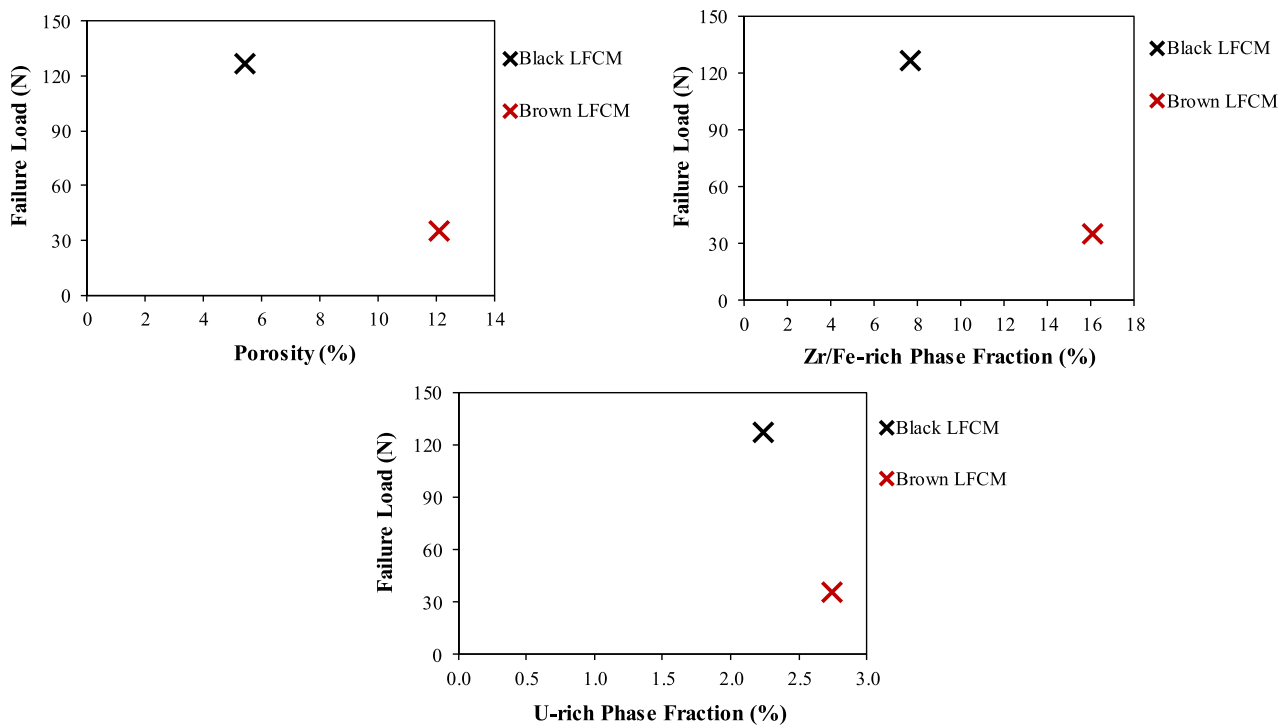 150
120
90
60
30
0
Failure Load (N)
0 2 4 6 8 10 12 14
Porosity (%)
Black LFCM
Brown LFCM
150
120
90
60
30
0
Failure Load (N)
0 2 4 6 8 10 12 14 16 18
Zr/Fe-rich Phase Fraction (%)
Black LFCM
Brown LFCM
150
120
90
60
30
0
Failure Load (N)
0.0 0.5 1.0 1.5 2.0 2.5 3.0
U-rich Phase Fraction (%)
Black LFCM
Brown LFCM